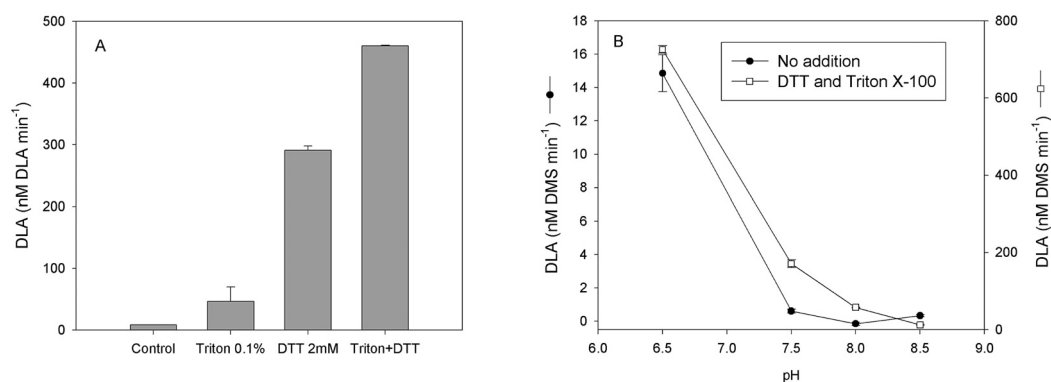 A
DLA (nM DLA min-1)
500
400
300
200
100
0
Control Triton 0.1% DTT 2mM Triton+DTT
B
No addition
DTT and Triton X-100
DLA (nM DMS min-1)
18
16
14
12
10
8
6
4
2
0
800
600
400
200
0
DLA (nM DMS min-1)
6.0 6.5 7.0 7.5 8.0 8.5 9.0
pH